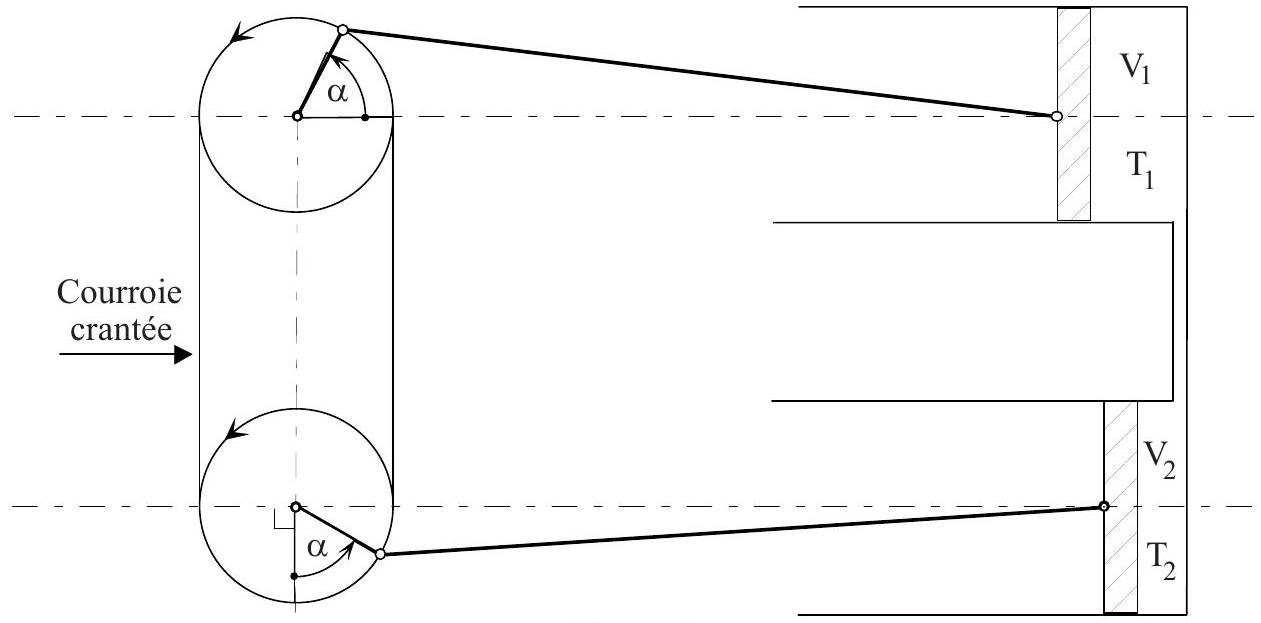 α
V₁
T₁
Courroie
crantée
α
V₂
T₂